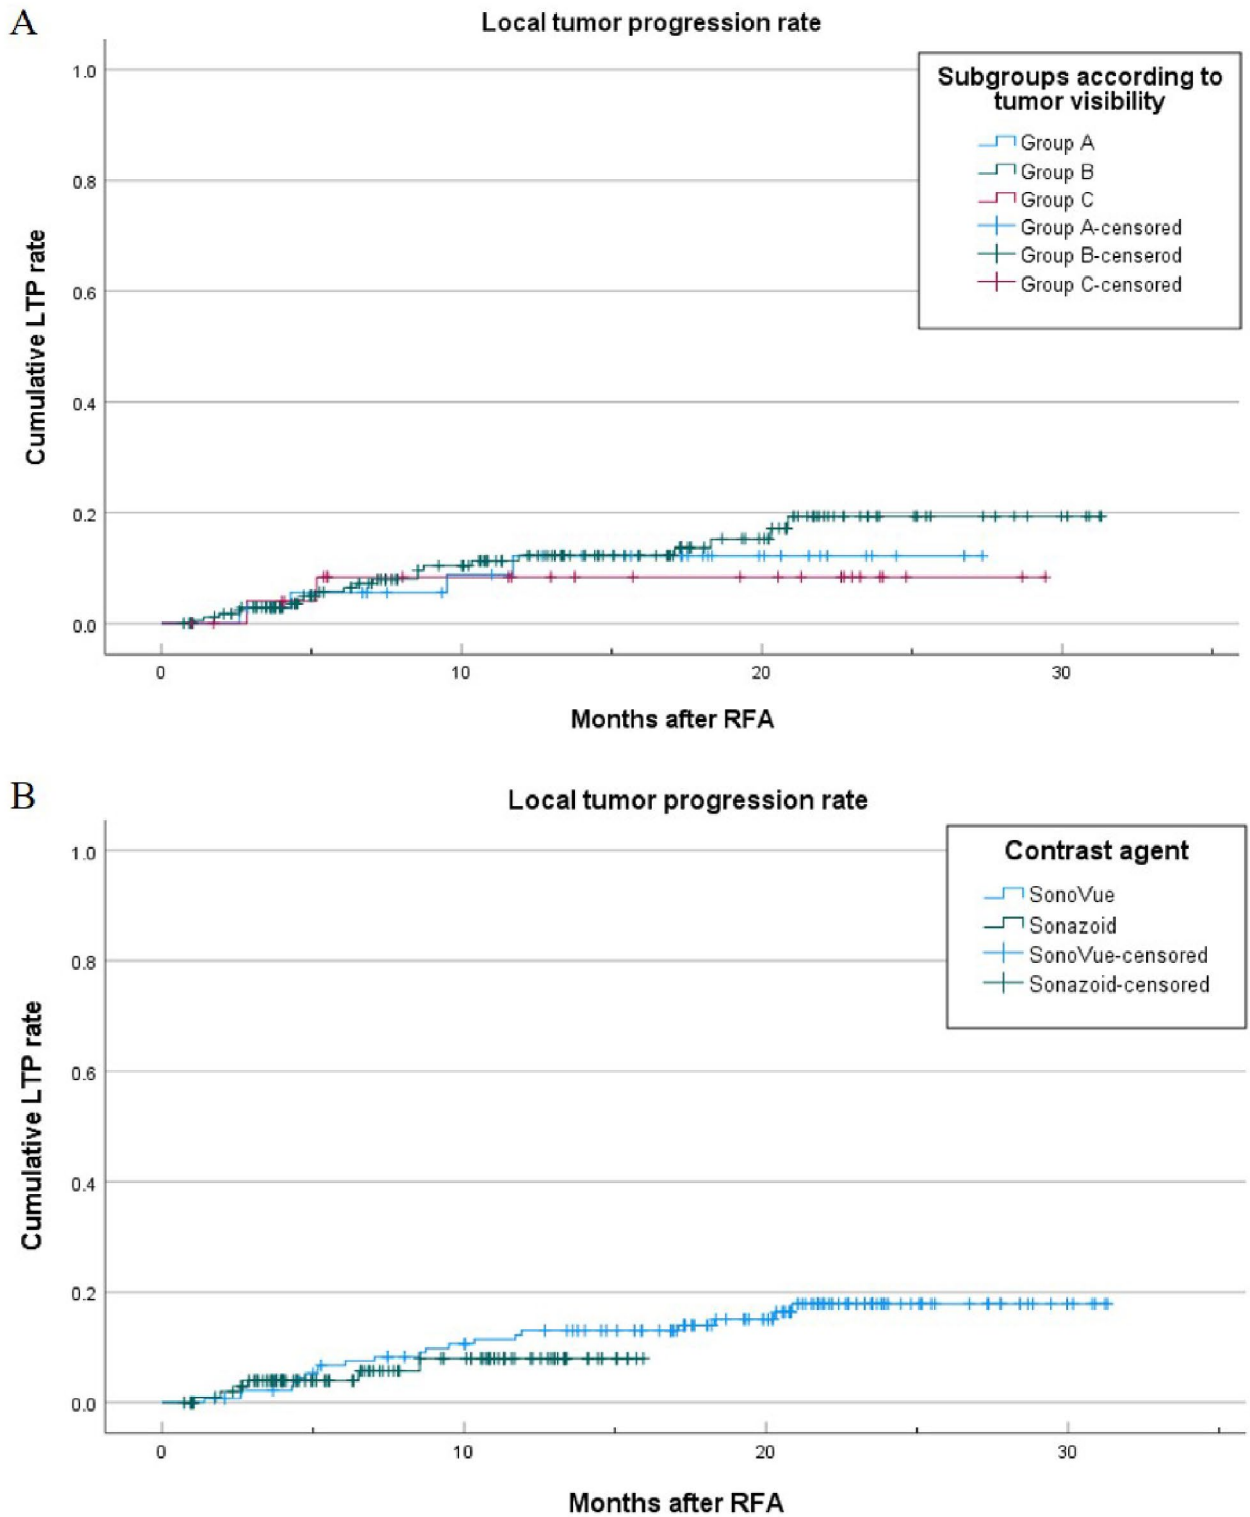 A
Local tumor progression rate
Subgroups according to
tumor visibility
Group A
Group B
Group C
Group A-censored
Group B-censerod
Group C-censored
Cumulative LTP rate
1.0
0.8
0.6
0.4
0.2
0.0
0 10 20 30
Months after RFA
B
Local tumor progression rate
Contrast agent
SonoVue
Sonazoid
SonoVue-censored
Sonazoid-censored
Cumulative LTP rate
1.0
0.8
0.6
0.4
0.2
0.0
0 10 20 30
Months after RFA